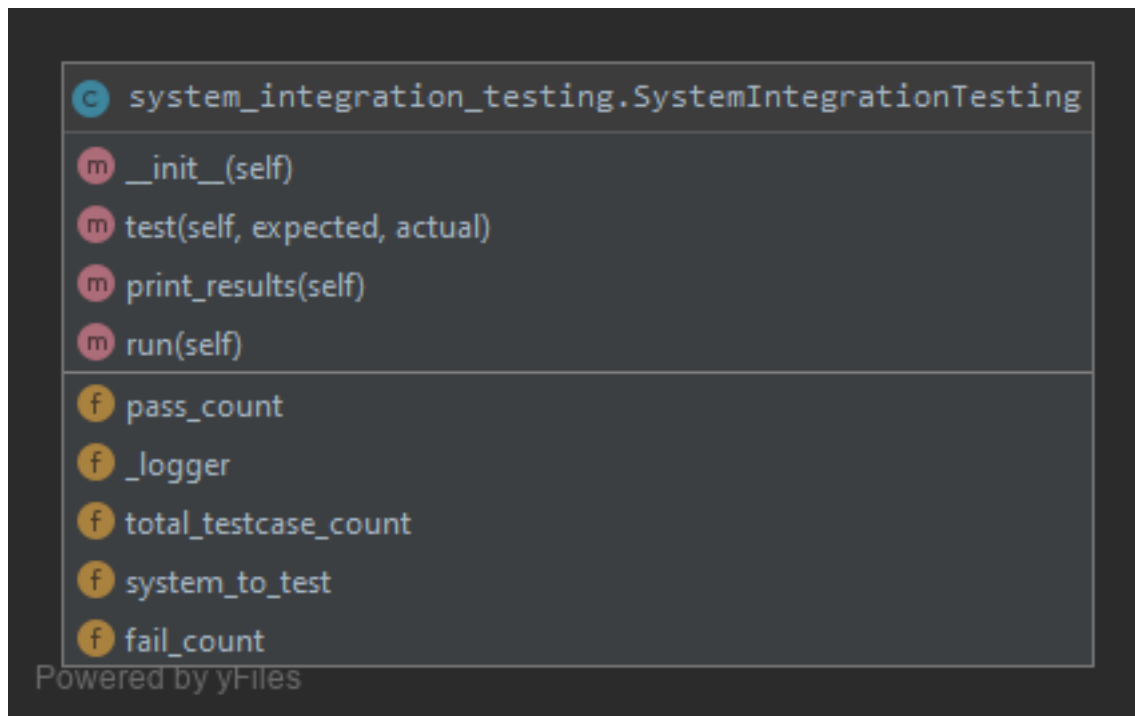 c system_integration_testing.SystemIntegrationTesting
m __init__(self)
m test(self, expected, actual)
m print_results(self)
m run(self)
f pass_count
f _logger
f total_testcase_count
f system_to_test
f fail_count
Powered by yFiles